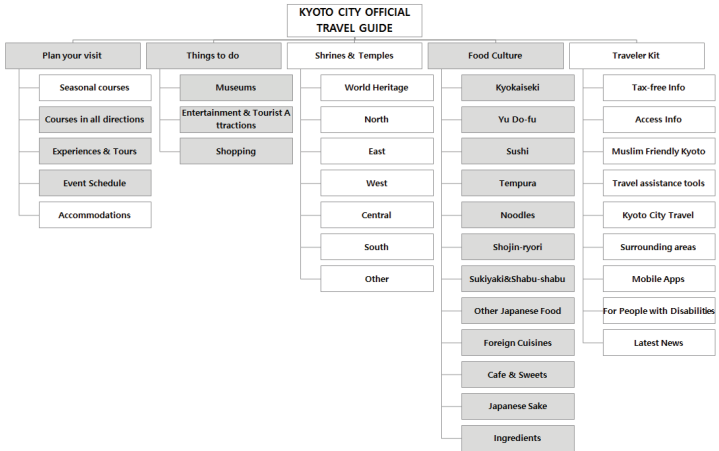 KYOTO CITY OFFICIAL
TRAVEL GUIDE
Plan your visit
Seasonal courses
Courses in all directions
Experiences & Tours
Event Schedule
Accommodations
Things to do
Museums
Entertainment & Tourist A
ttractions
Shopping
Shrines & Temples
World Heritage
North
East
West
Central
South
Other
Food Culture
Kyokaiseki
Yu Do-fu
Sushi
Tempura
Noodles
Shojin-ryori
Sukiyaki&Shabu-shabu
Other Japanese Food
Foreign Cuisines
Cafe & Sweets
Japanese Sake
Ingredients
Traveler Kit
Tax-free Info
Access Info
Muslim Friendly Kyoto
Travel assistance tools
Kyoto City Travel
Surrounding areas
Mobile Apps
For People with Disabilities
Latest News